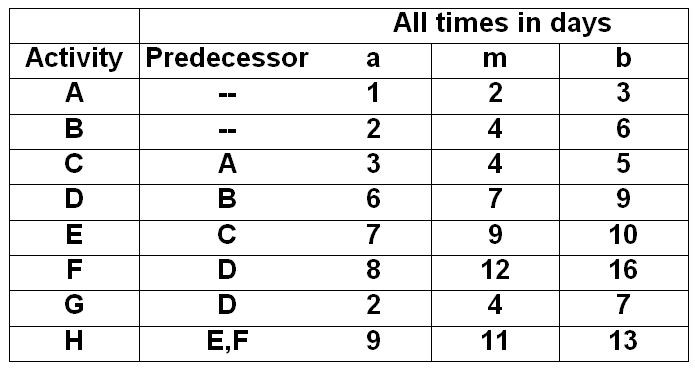 All times in days
Activity Predecessor a m b
A -- 1 2 3
B -- 2 4 6
C A 3 4 5
D B 6 7 9
E C 7 9 10
F D 8 12 16
G D 2 4 7
H E,F 9 11 13